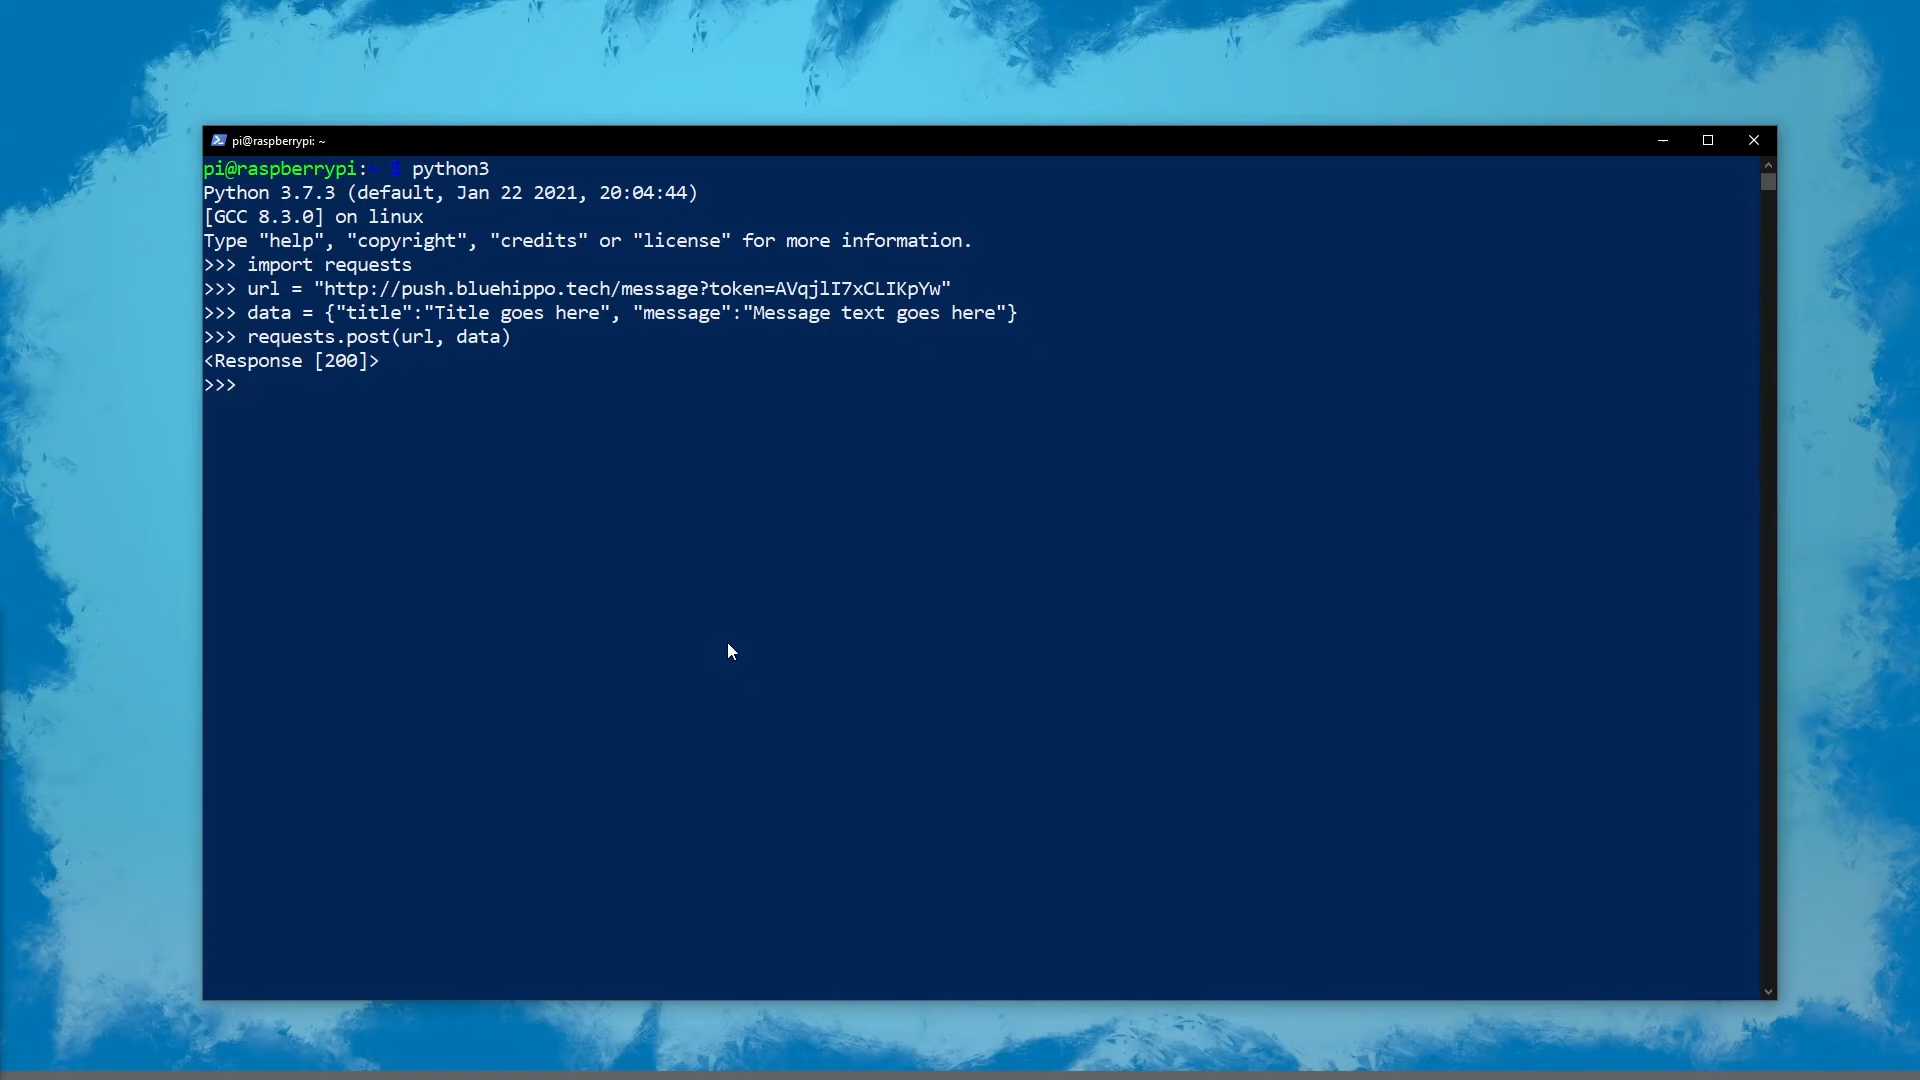 pi@raspberrypi: ~
pi@raspberrypi:~ $ python3
Python 3.7.3 (default, Jan 22 2021, 20:04:44)
[GCC 8.3.0] on linux
Type "help", "copyright", "credits" or "license" for more information.
>>> import requests
>>> url = "http://push.bluehippo.tech/message?token=AVqjlI7xCLIKpYw"
>>> data = {"title":"Title goes here", "message":"Message text goes here"}
>>> requests.post(url, data)
<Response [200]>
>>>